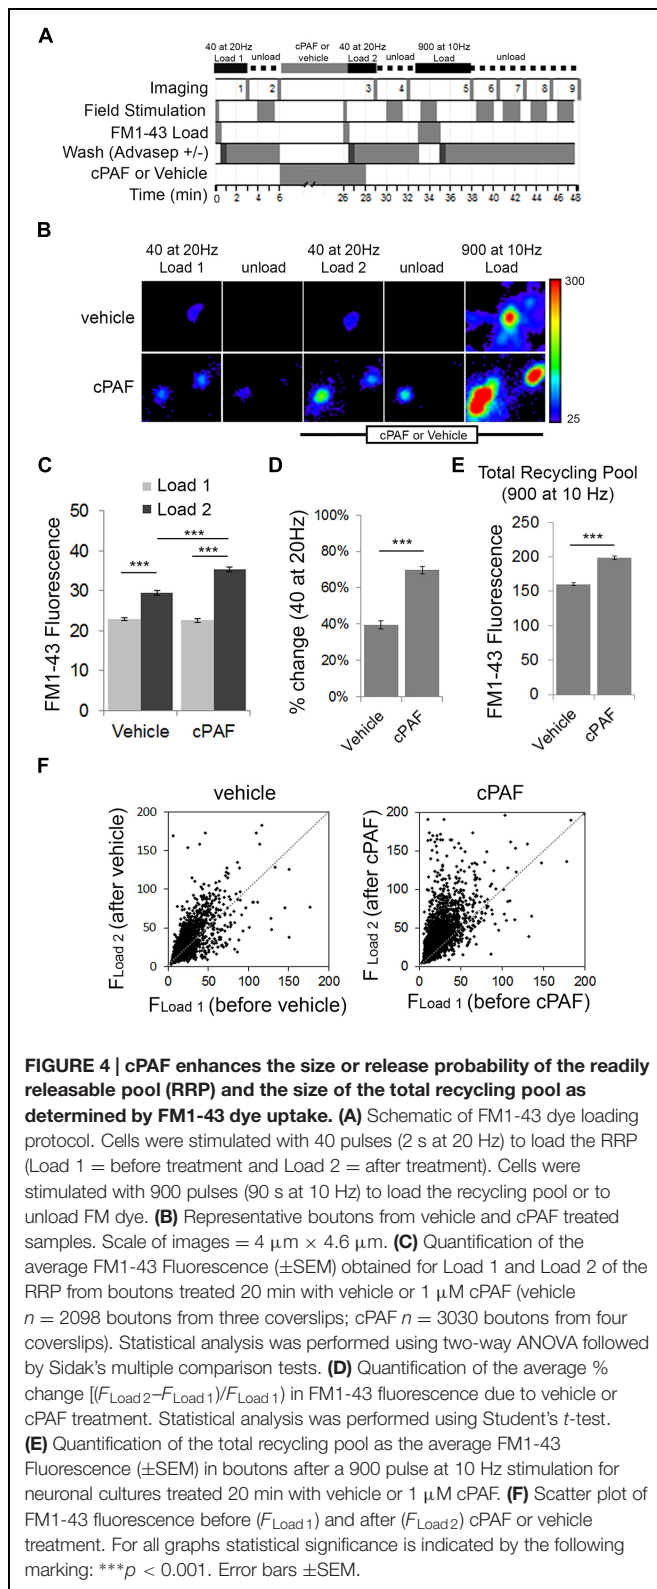 A
40 at 20Hz
Load 1
unload
cPAF or
vehicle
40 at 20Hz
Load 2
unload
900 at 10Hz
Load
unload
Imaging
1 2 3 4 5 6 7 8 9
Field Stimulation
FM1-43 Load
Wash (Advasep +/-)
cPAF or Vehicle
Time (min)
0 2 4 6 26 28 30 32 34 36 38 40 42 44 46 48
B
40 at 20Hz
Load 1
unload
40 at 20Hz
Load 2
unload
900 at 10Hz
Load
vehicle
cPAF
300
25
cPAF or Vehicle
C
Load 1
Load 2
FM1-43 Fluorescence
50
40
30
20
10
0
***
***
***
Vehicle
cPAF
D
% change (40 at 20Hz)
100%
80%
60%
40%
20%
0%
***
Vehicle
cPAF
E
Total Recycling Pool
(900 at 10 Hz)
FM1-43 Fluorescence
200
150
100
50
0
***
Vehicle
cPAF
F
vehicle
F Load 2 (after vehicle)
200
150
100
50
0
0 50 100 150 200
F Load 1 (before vehicle)
cPAF
F Load 2 (after cPAF)
200
150
100
50
0
0 50 100 150 200
F Load 1 (before cPAF)
FIGURE 4 | cPAF enhances the size or release probability of the readily
releasable pool (RRP) and the size of the total recycling pool as
determined by FM1-43 dye uptake. (A) Schematic of FM1-43 dye loading
protocol. Cells were stimulated with 40 pulses (2 s at 20 Hz) to load the RRP
(Load 1 = before treatment and Load 2 = after treatment). Cells were
stimulated with 900 pulses (90 s at 10 Hz) to load the recycling pool or to
unload FM dye. (B) Representative boutons from vehicle and cPAF treated
samples. Scale of images = 4 μm × 4.6 μm. (C) Quantification of the
average FM1-43 Fluorescence (±SEM) obtained for Load 1 and Load 2 of the
RRP from boutons treated 20 min with vehicle or 1 μM cPAF (vehicle
n = 2098 boutons from three coverslips; cPAF n = 3030 boutons from four
coverslips). Statistical analysis was performed using two-way ANOVA followed
by Sidak's multiple comparison tests. (D) Quantification of the average %
change [(F Load 2–F Load 1)/F Load 1) in FM1-43 fluorescence due to vehicle or
cPAF treatment. Statistical analysis was performed using Student's t-test.
(E) Quantification of the total recycling pool as the average FM1-43
Fluorescence (±SEM) in boutons after a 900 pulse at 10 Hz stimulation for
neuronal cultures treated 20 min with vehicle or 1 μM cPAF. (F) Scatter plot of
FM1-43 fluorescence before (F Load 1) and after (F Load 2) cPAF or vehicle
treatment. For all graphs statistical significance is indicated by the following
marking: ***p < 0.001. Error bars ±SEM.